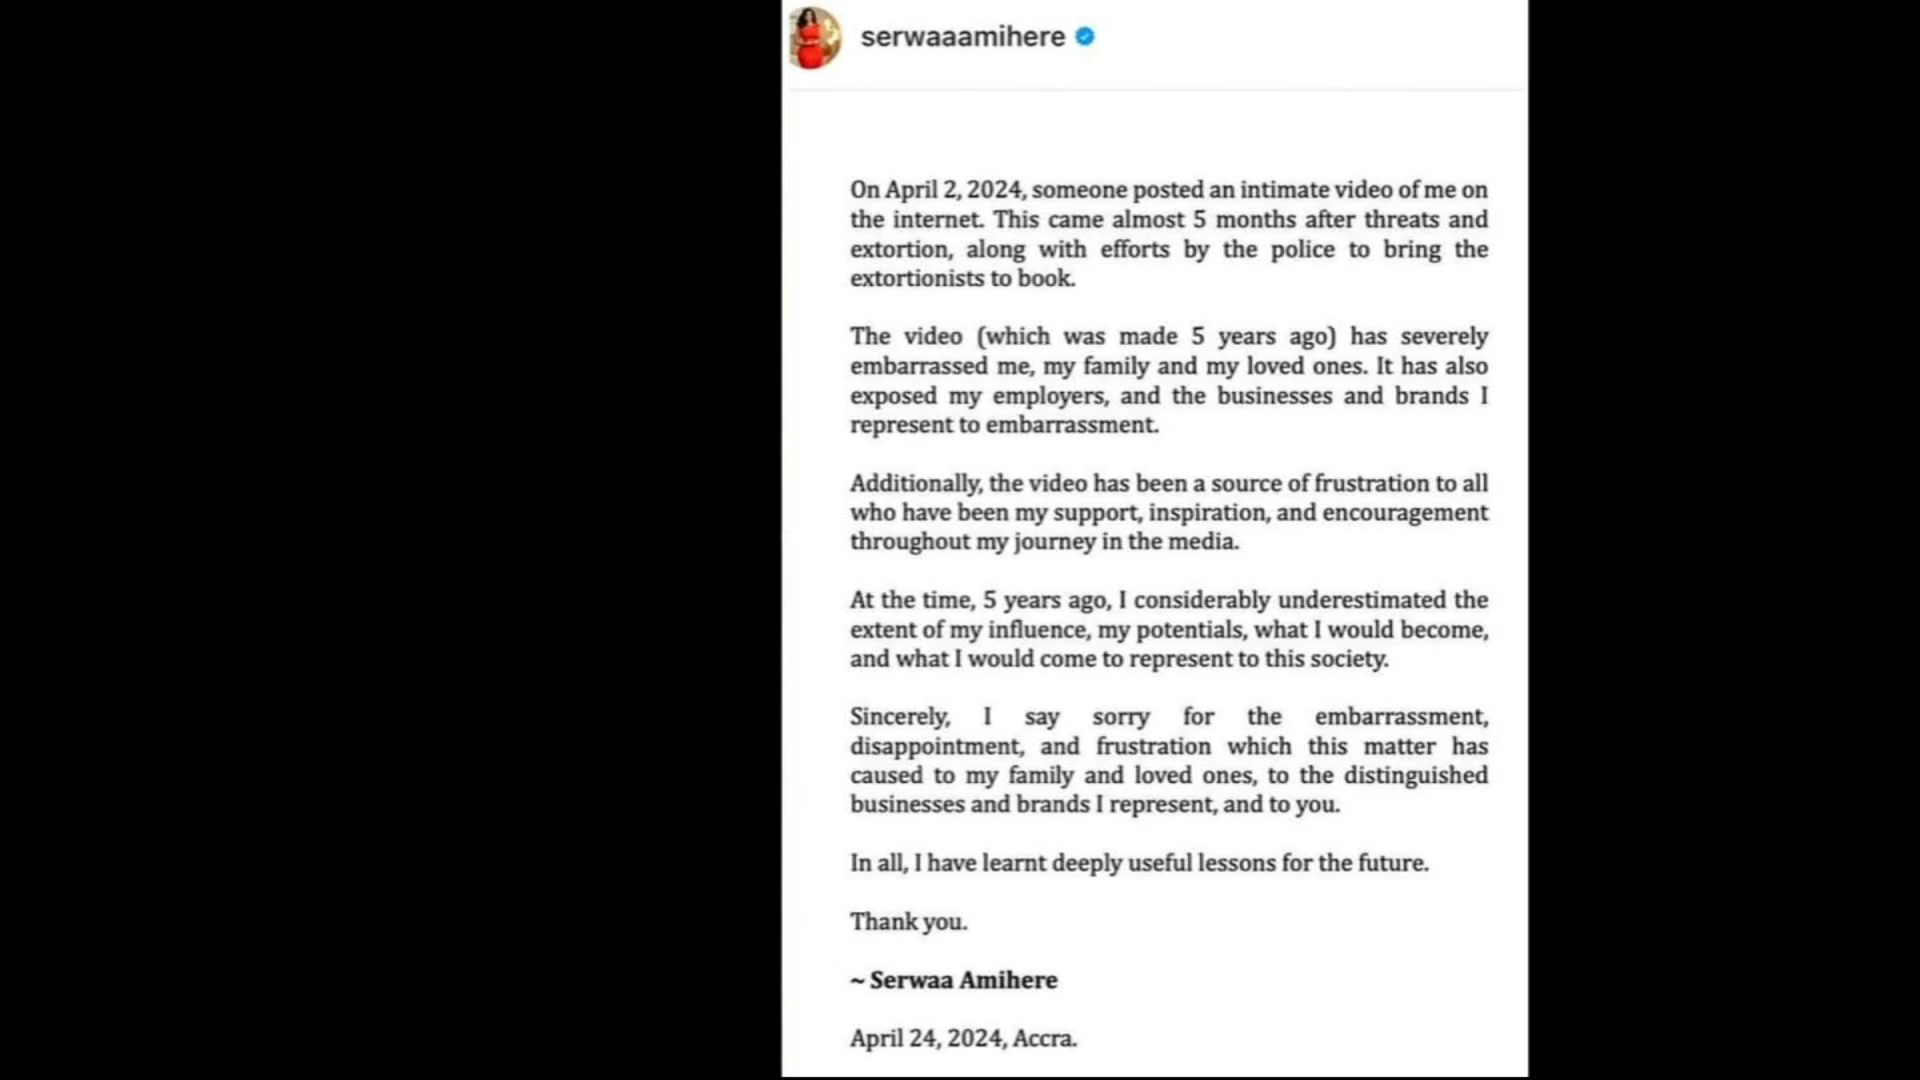 serwaaamihere
On April 2, 2024, someone posted an intimate video of me on
the internet. This came almost 5 months after threats and
extortion, along with efforts by the police to bring the
extortionists to book.
The video (which was made 5 years ago) has severely
embarrassed me, my family and my loved ones. It has also
exposed my employers, and the businesses and brands I
represent to embarrassment.
Additionally, the video has been a source of frustration to all
who have been my support, inspiration, and encouragement
throughout my journey in the media.
At the time, 5 years ago, I considerably underestimated the
extent of my influence, my potentials, what I would become,
and what I would come to represent to this society.
Sincerely, I say sorry for the embarrassment,
disappointment, and frustration which this matter has
caused to my family and loved ones, to the distinguished
businesses and brands I represent, and to you.
In all, I have learnt deeply useful lessons for the future.
Thank you.
~ Serwaa Amihere
April 24, 2024, Accra.